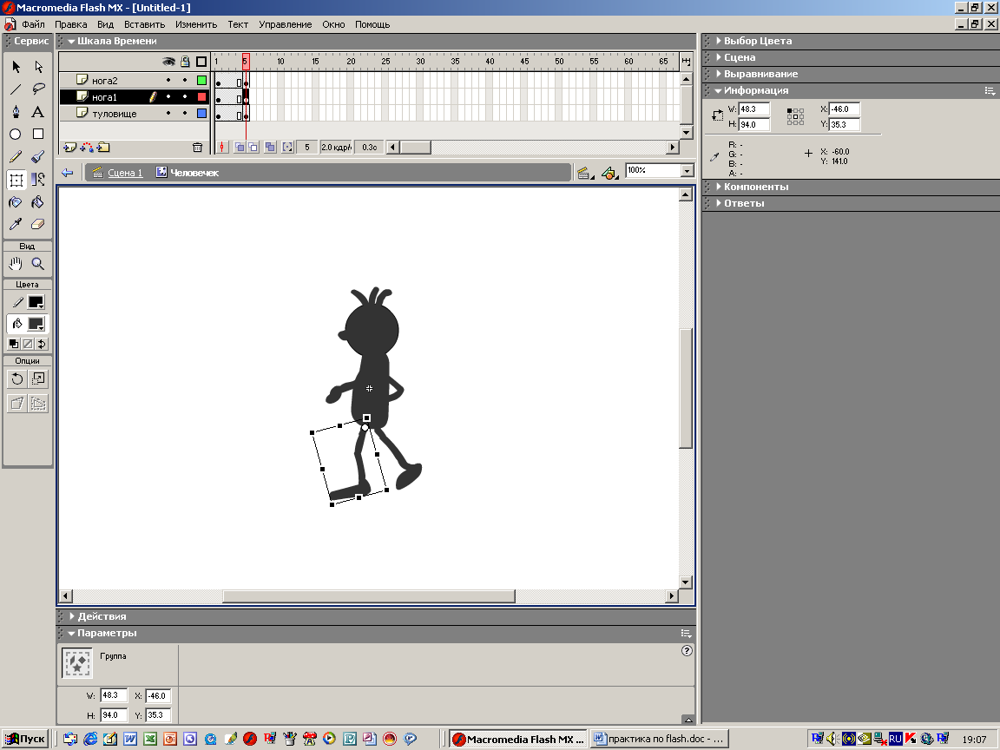 Macromedia Flash MX - [Untitled-1]
Файл Правка Вид Вставить Изменить Тект Управление Окно Помощь
Сервис
Шкала Времени
1 5 10 15 20 25 30 35 40 45 50 55 60 65
нога2
нога1
туловище
5 2.0 кдр/ 0.3с
Сцена 1 Человечек 100%
Вид
Цвета
Опции
Действия
Параметры
Группа
W: 48.3 X: -46.0
H: 94.0 Y: 35.3
Выбор Цвета
Сцена
Выравнивание
Информация
W: 48.3 X: -46.0
H: 94.0 Y: 35.3
R: -
G: - X: -60.0
B: - Y: 141.0
A: -
Компоненты
Ответы
Пуск Macromedia Flash MX ... практика по flash.doc - ... RU 19:07